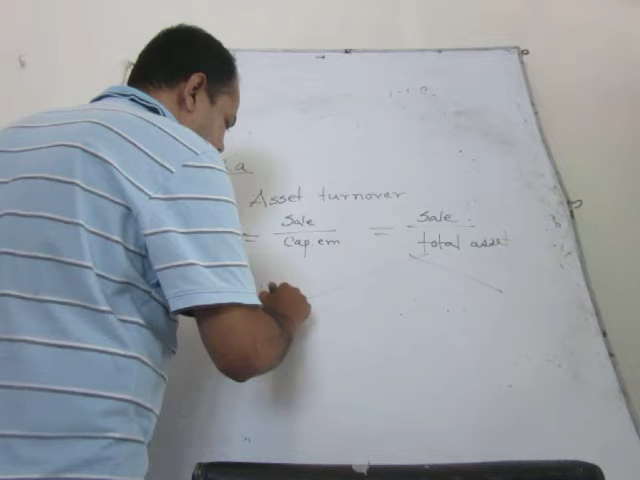 Asset turnover
= Sale / Cap. em = Sale / total asset